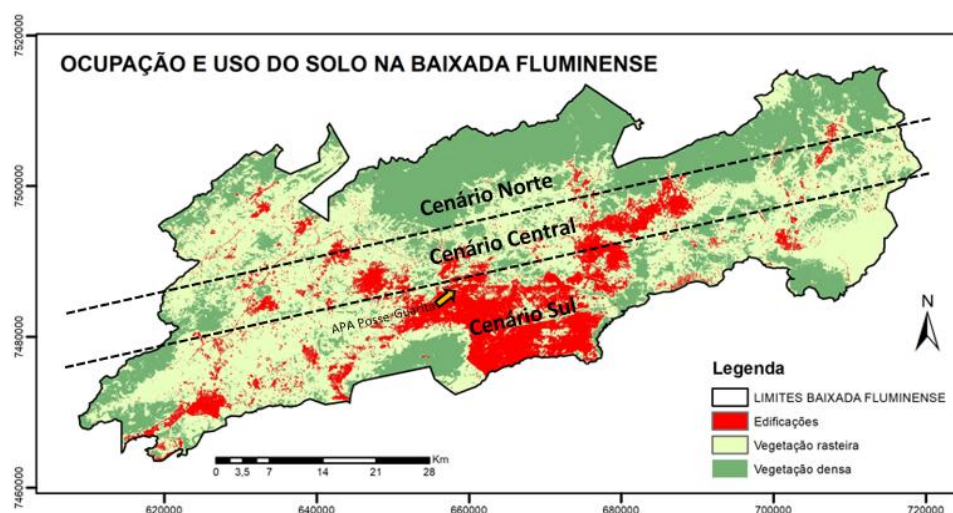 OCUPAÇÃO E USO DO SOLO NA BAIXADA FLUMINENSE
7520000
7500000
7480000
7460000
Cenário Norte
Cenário Central
APA Posse-Guarita
Cenário Sul
N
Legenda
LIMITES BAIXADA FLUMINENSE
Edificações
Vegetação rasteira
Vegetação densa
Km
0 3,5 7 14 21 28
620000 640000 660000 680000 700000 720000